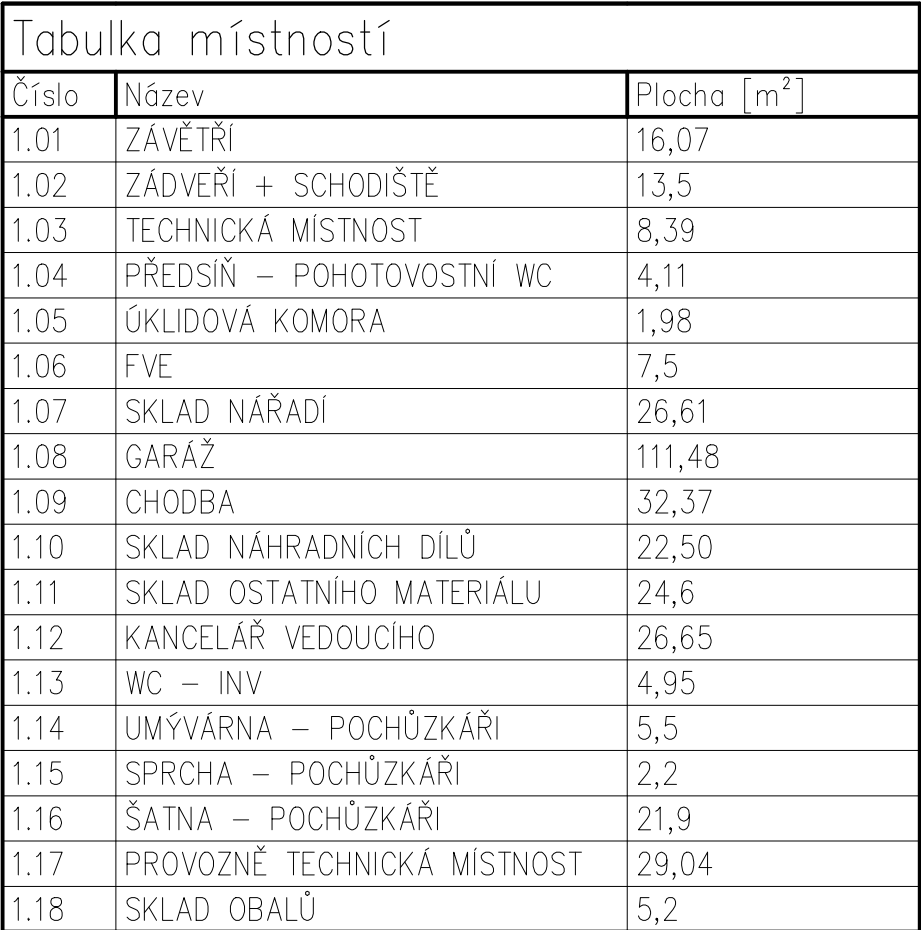 Tabulka místností
Číslo Název Plocha [m²]
1.01 ZÁVĚTŘÍ 16,07
1.02 ZÁDVEŘÍ + SCHODIŠTĚ 13,5
1.03 TECHNICKÁ MÍSTNOST 8,39
1.04 PŘEDSÍŇ – POHOTOVOSTNÍ WC 4,11
1.05 ÚKLIDOVÁ KOMORA 1,98
1.06 FVE 7,5
1.07 SKLAD NÁŘADÍ 26,61
1.08 GARÁŽ 111,48
1.09 CHODBA 32,37
1.10 SKLAD NÁHRADNÍCH DÍLŮ 22,50
1.11 SKLAD OSTATNÍHO MATERIÁLU 24,6
1.12 KANCELÁŘ VEDOUCÍHO 26,65
1.13 WC – INV 4,95
1.14 UMÝVÁRNA – POCHŮZKÁŘI 5,5
1.15 SPRCHA – POCHŮZKÁŘI 2,2
1.16 ŠATNA – POCHŮZKÁŘI 21,9
1.17 PROVOZNĚ TECHNICKÁ MÍSTNOST 29,04
1.18 SKLAD OBALŮ 5,2